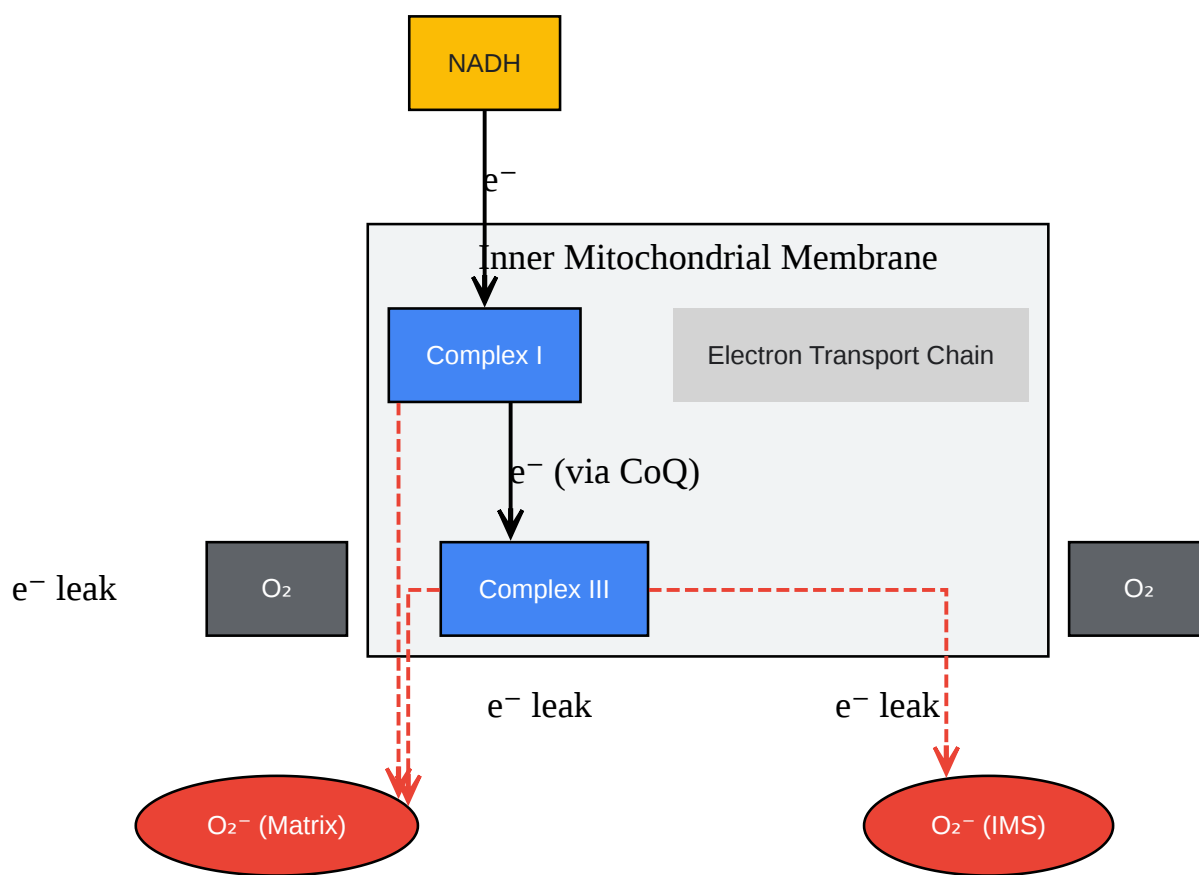 NADH
e⁻
Inner Mitochondrial Membrane
Complex I
Electron Transport Chain
e⁻ (via CoQ)
e⁻ leak
O₂
Complex III
O₂
e⁻ leak
e⁻ leak
O₂⁻ (Matrix)
O₂⁻ (IMS)